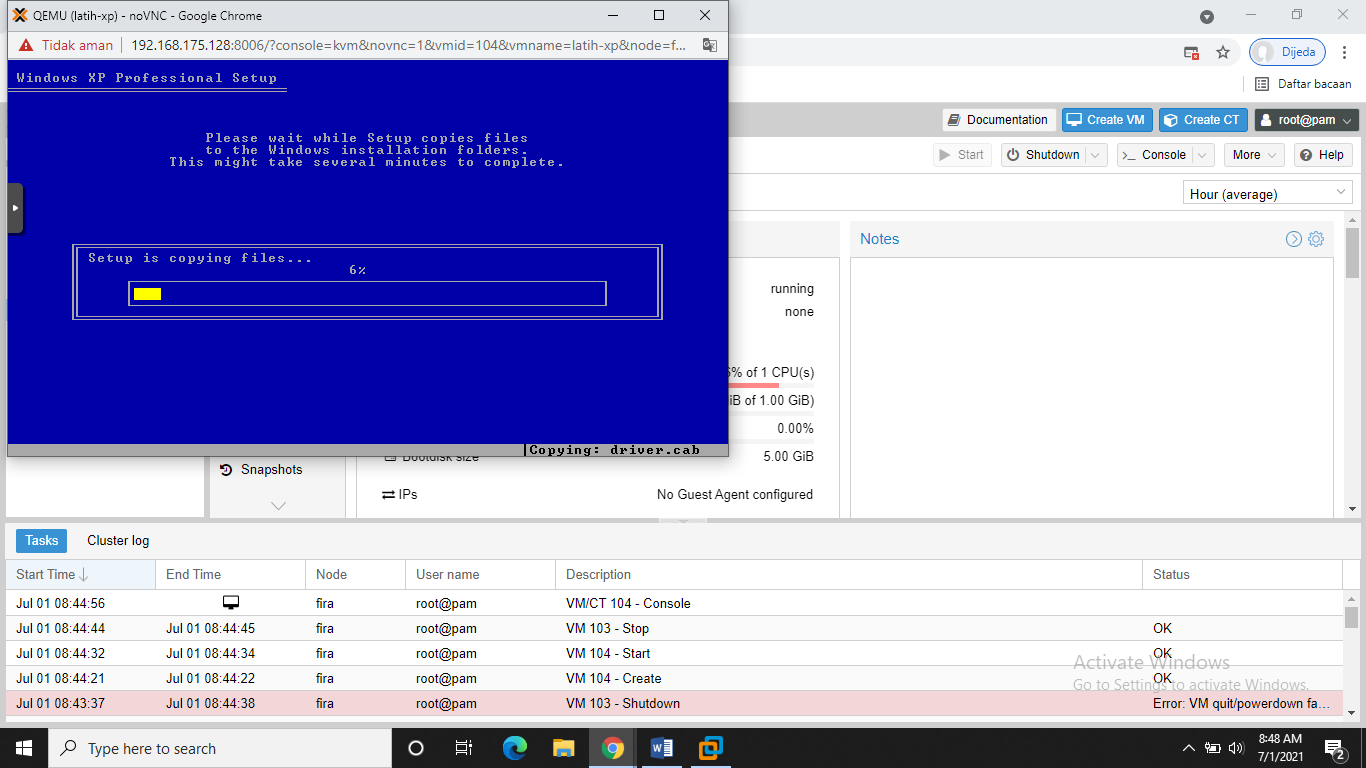 QEMU (latih-xp) - noVNC - Google Chrome
Tidak aman 192.168.175.128:8006/?console=kvm&novnc=1&vmid=104&vmname=latih-xp&node=f...
Dijeda
Daftar bacaan
Windows XP Professional Setup
Please wait while Setup copies files
to the Windows installation folders.
This might take several minutes to complete.
Setup is copying files...
6%
Copying: driver.cab
Documentation Create VM Create CT root@pam
Start Shutdown Console More Help
Hour (average)
Notes
running
none
6% of 1 CPU(s)
iB of 1.00 GiB)
0.00%
Bootdisk size 5.00 GiB
Snapshots
IPs No Guest Agent configured
Tasks Cluster log
Start Time End Time Node User name Description Status
Jul 01 08:44:56 fira root@pam VM/CT 104 - Console
Jul 01 08:44:44 Jul 01 08:44:45 fira root@pam VM 103 - Stop OK
Jul 01 08:44:32 Jul 01 08:44:34 fira root@pam VM 104 - Start OK
Jul 01 08:44:21 Jul 01 08:44:22 fira root@pam VM 104 - Create OK
Jul 01 08:43:37 Jul 01 08:44:38 fira root@pam VM 103 - Shutdown Error: VM quit/powerdown fa...
Activate Windows
Go to Settings to activate Windows.
Type here to search
8:48 AM
7/1/2021
2